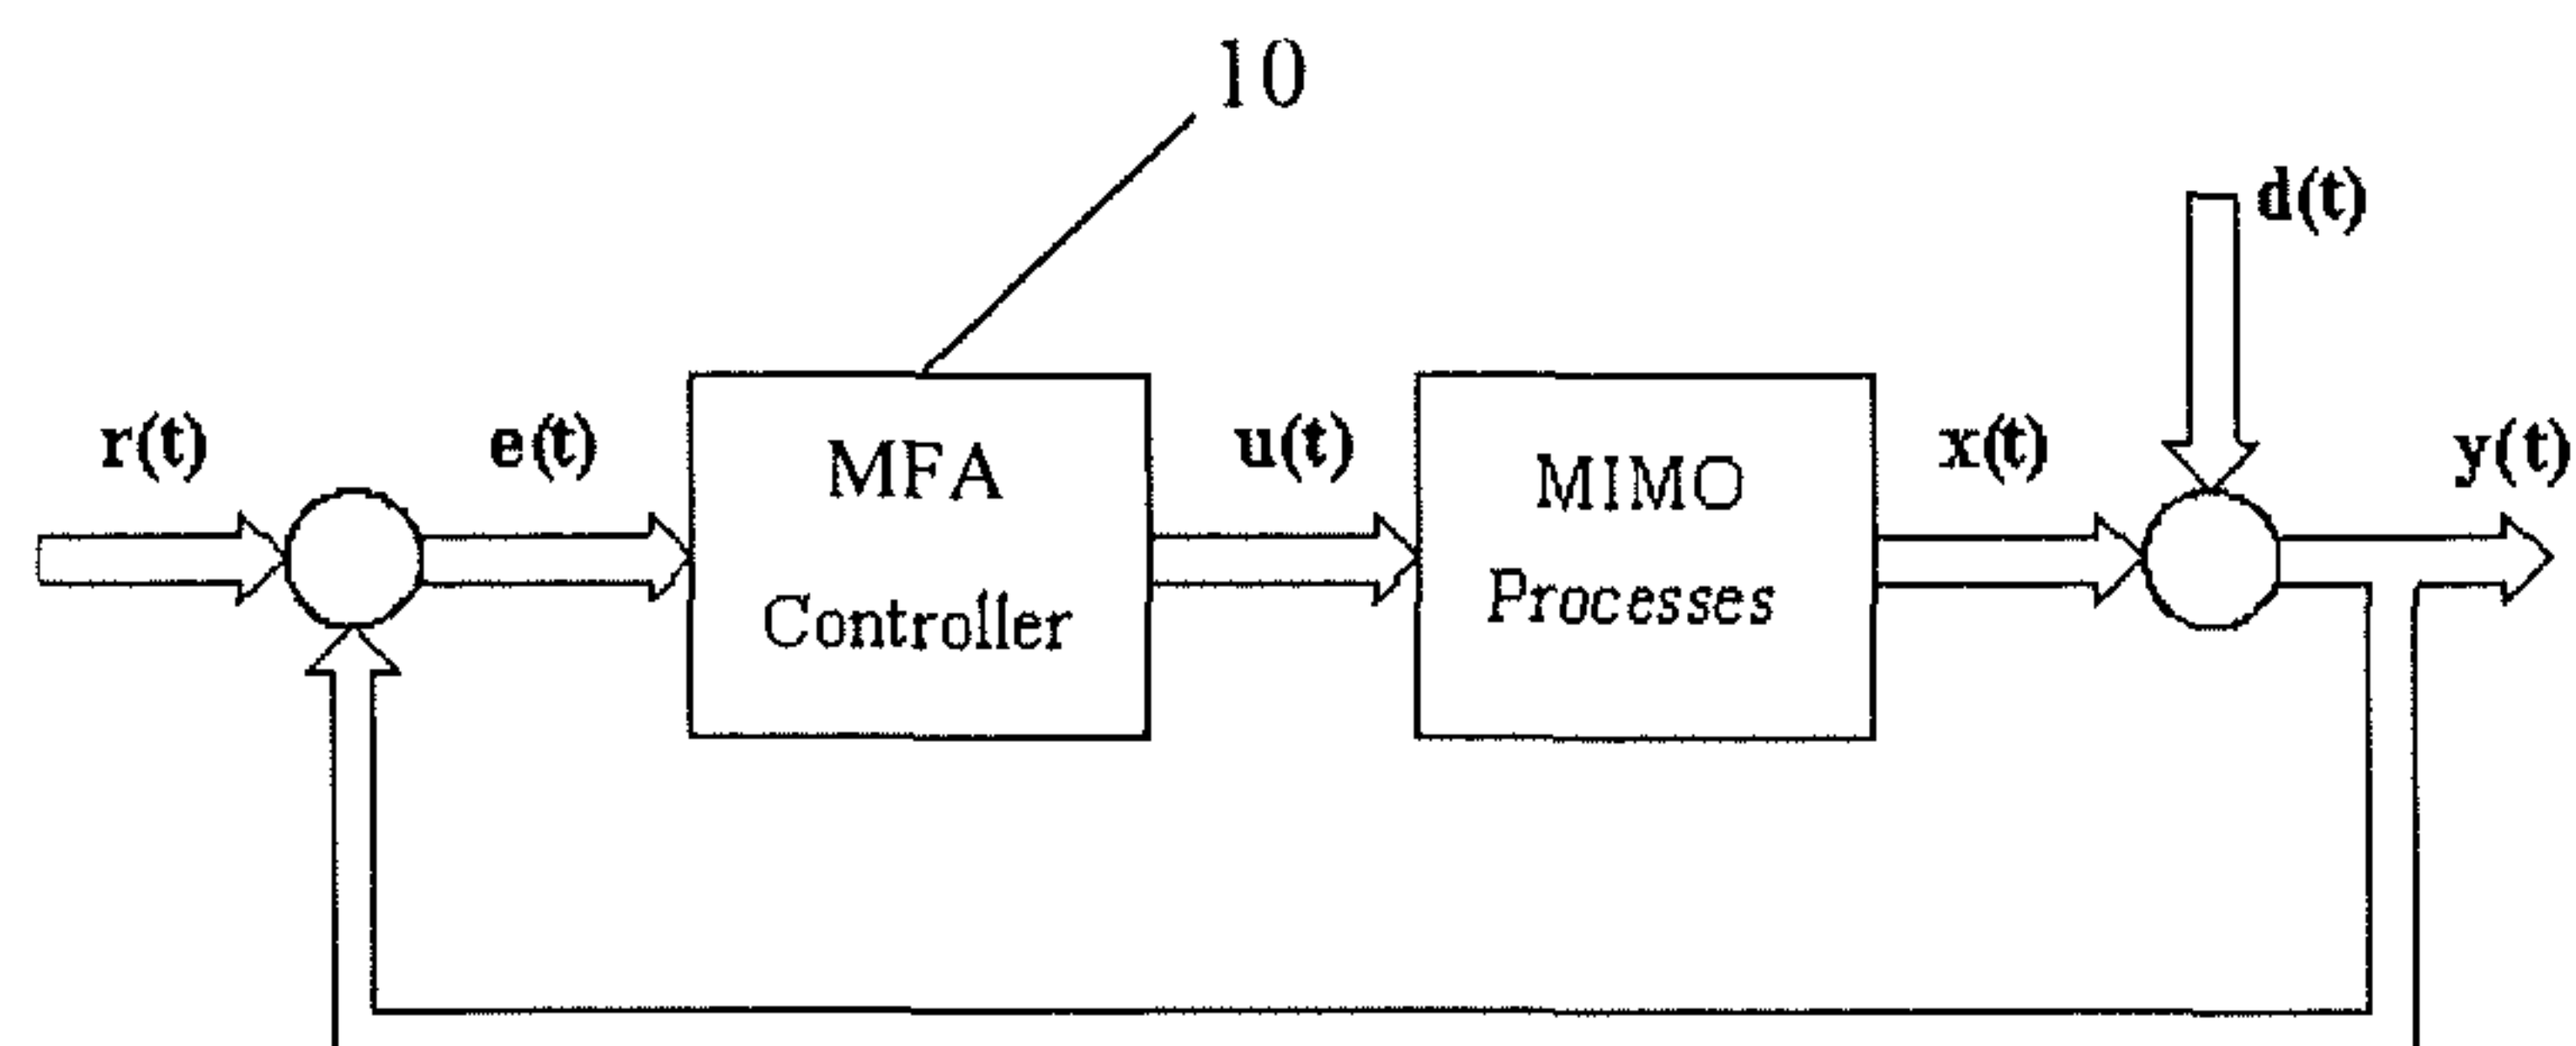 10
d(t)
r(t)
e(t)
MFA
Controller
u(t)
MIMO
Processes
x(t)
y(t)